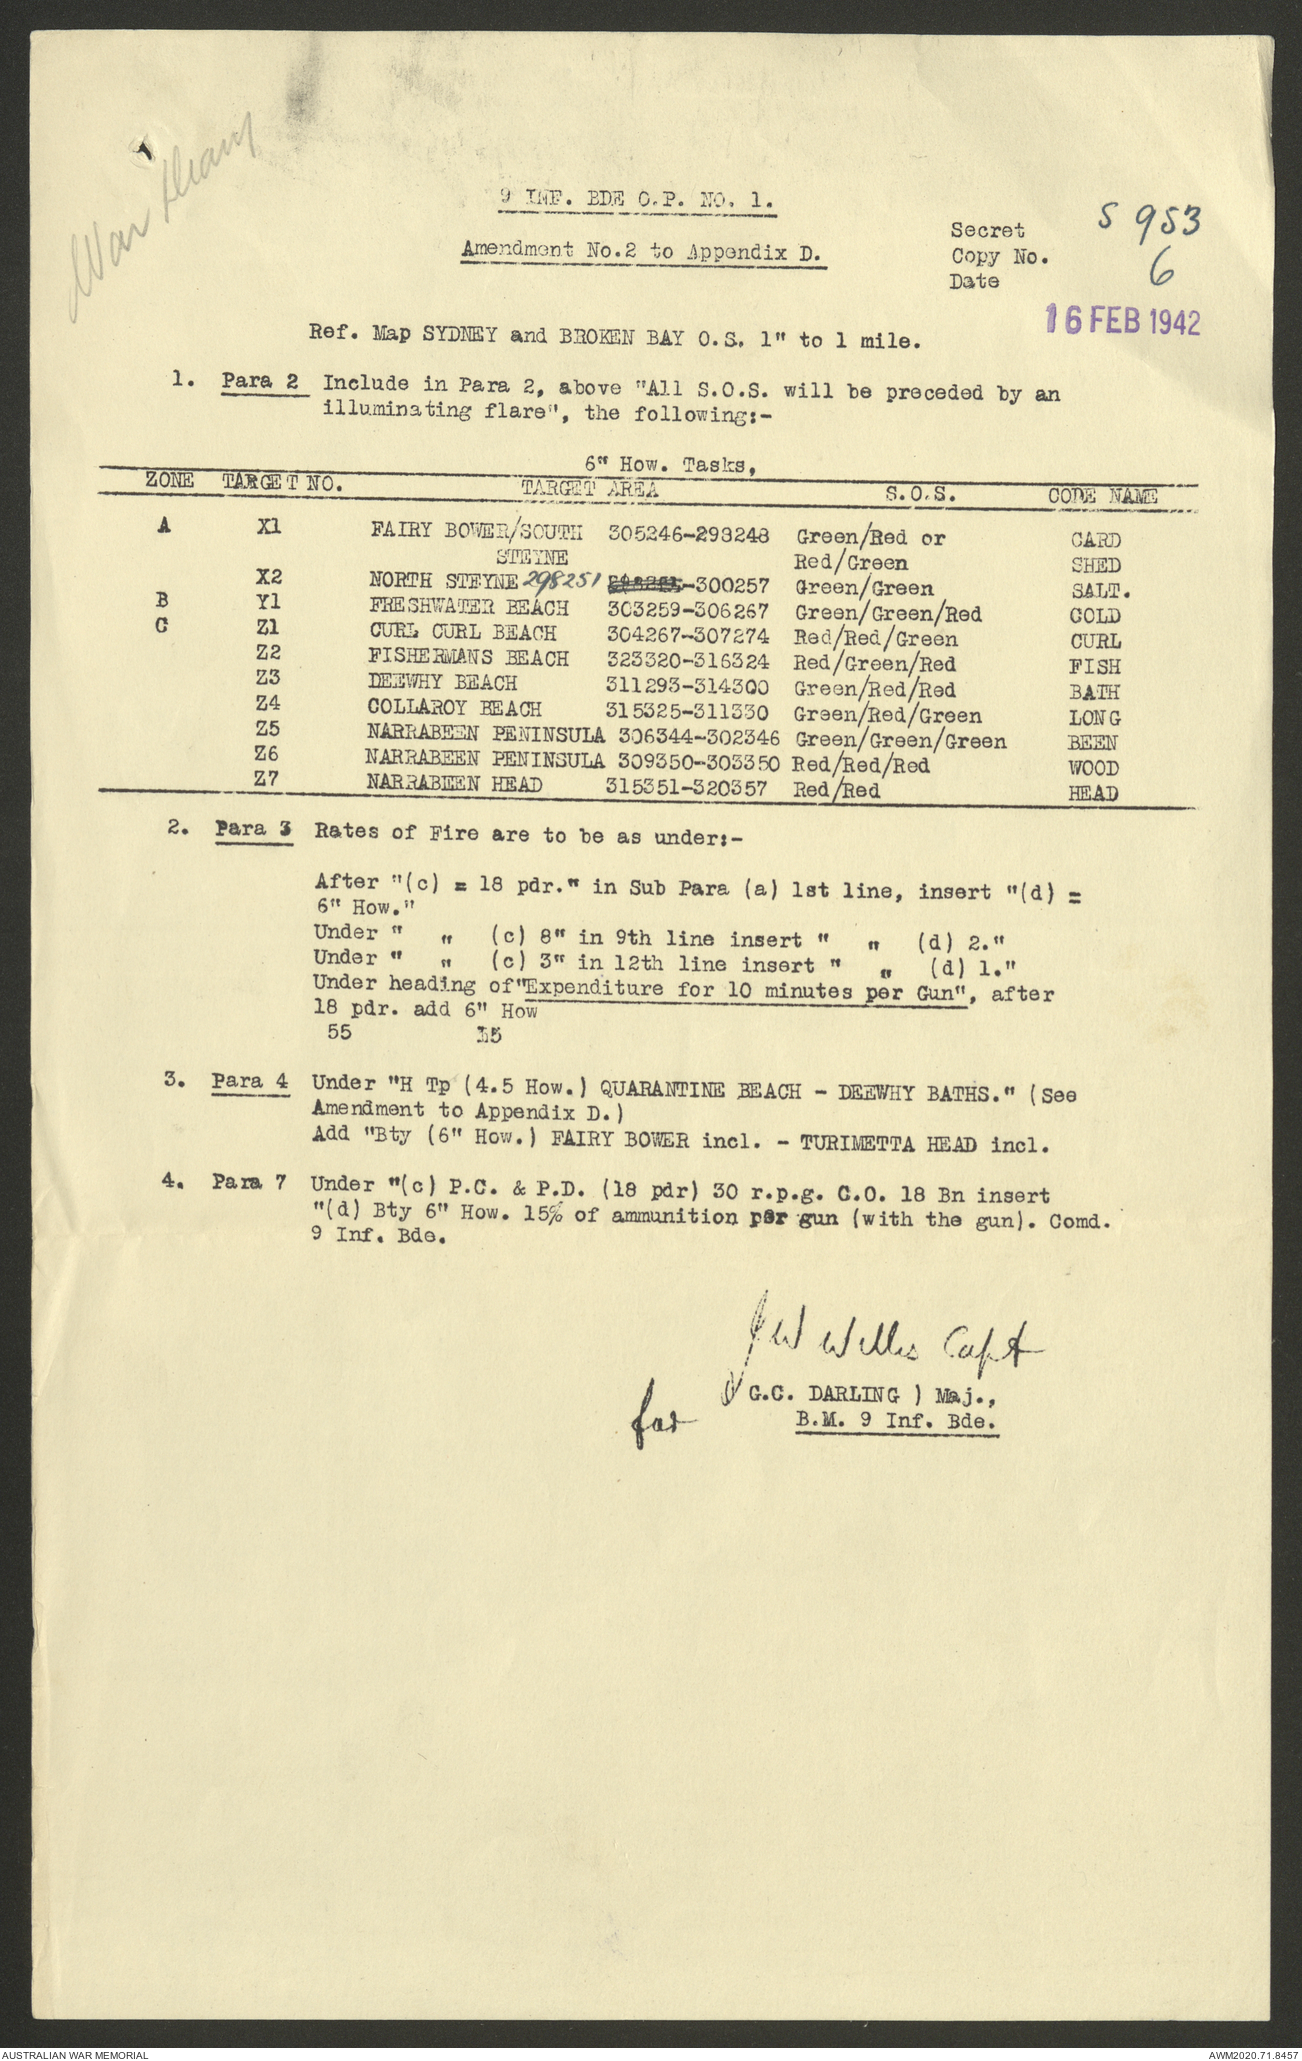 War Diary
9 INF. BDE O.P. NO. 1.
Amendment No.2 to Appendix D.
Secret S 953
Copy No. 6
Date
16 FEB 1942
Ref. Map SYDNEY and BROKEN BAY O.S. 1" to 1 mile.
1. Para 2 Include in Para 2, above "All S.O.S. will be preceded by an
illuminating flare", the following:-
6" How. Tasks,
ZONE TARGET NO. TARGET AREA S.O.S. CODE NAME
A X1 FAIRY BOWER/SOUTH 305246-298248 Green/Red or CARD
STEYNE Red/Green SHED
X2 NORTH STEYNE 298251 -300257 Green/Green SALT.
B Y1 FRESHWATER BEACH 303259-306267 Green/Green/Red COLD
C Z1 CURL CURL BEACH 304267-307274 Red/Red/Green CURL
Z2 FISHERMANS BEACH 323320-316324 Red/Green/Red FISH
Z3 DEEWHY BEACH 311293-314300 Green/Red/Red BATH
Z4 COLLAROY BEACH 315325-311330 Green/Red/Green LONG
Z5 NARRABEEN PENINSULA 306344-302346 Green/Green/Green BEEN
Z6 NARRABEEN PENINSULA 309350-303350 Red/Red/Red WOOD
Z7 NARRABEEN HEAD 315351-320357 Red/Red HEAD
2. Para 3 Rates of Fire are to be as under:-
After "(c) = 18 pdr." in Sub Para (a) 1st line, insert "(d) =
6" How."
Under " " (c) 8" in 9th line insert " " (d) 2."
Under " " (c) 3" in 12th line insert " " (d) 1."
Under heading of "Expenditure for 10 minutes per Gun", after
18 pdr. add 6" How
55 15
3. Para 4 Under "H Tp (4.5 How.) QUARANTINE BEACH - DEEWHY BATHS." (See
Amendment to Appendix D.)
Add "Bty (6" How.) FAIRY BOWER incl. - TURIMETTA HEAD incl.
4. Para 7 Under "(c) P.C. & P.D. (18 pdr) 30 r.p.g. C.O. 18 Bn insert
"(d) Bty 6" How. 15% of ammunition per gun (with the gun). Comd.
9 Inf. Bde.
JW Willis Capt
for (G.C. DARLING ) Maj.,
B.M. 9 Inf. Bde.
AUSTRALIAN WAR MEMORIAL AWM2020.71.8457